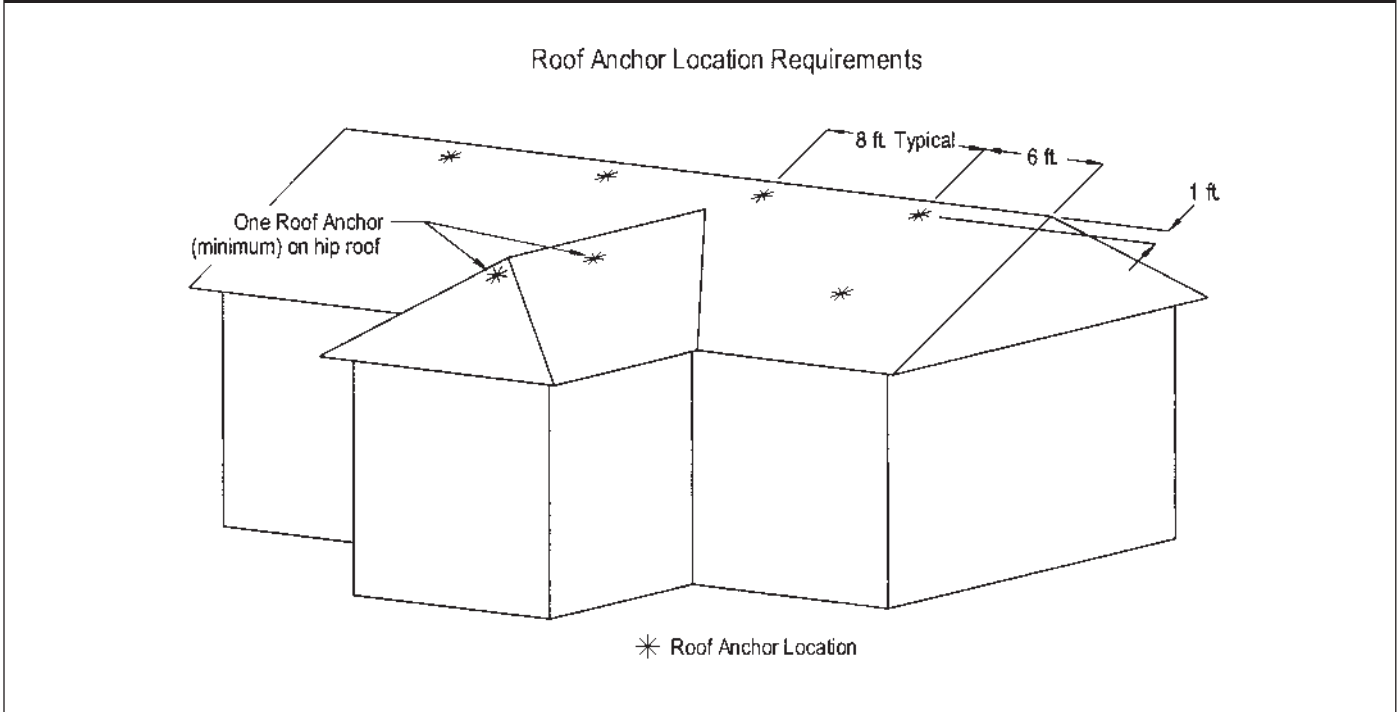 Roof Anchor Location Requirements
8 ft. Typical
6 ft.
1 ft.
One Roof Anchor
(minimum) on hip roof
Roof Anchor Location